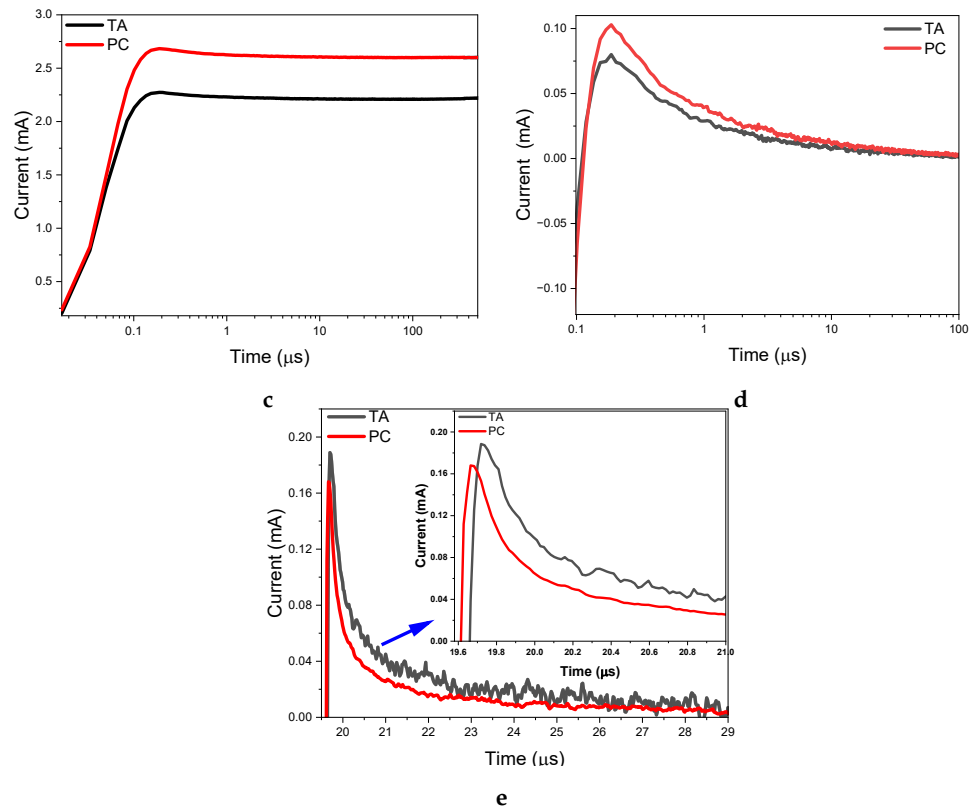 3.0
2.5
2.0
1.5
1.0
0.5
Current (mA)
TA
PC
0.1
1
10
100
Time (μs)
0.10
0.05
0.00
−0.05
−0.10
Current (mA)
TA
PC
0.1
1
10
100
Time (μs)
c
d
0.20
0.16
0.12
0.08
0.04
0.00
Current (mA)
TA
PC
20 21 22 23 24 25 26 27 28 29
Time (μs)
TA
PC
0.20
0.16
0.12
0.08
0.04
0.00
Current (mA)
19.6 19.8 20.0 20.2 20.4 20.6 20.8 21.0
Time (μs)
e